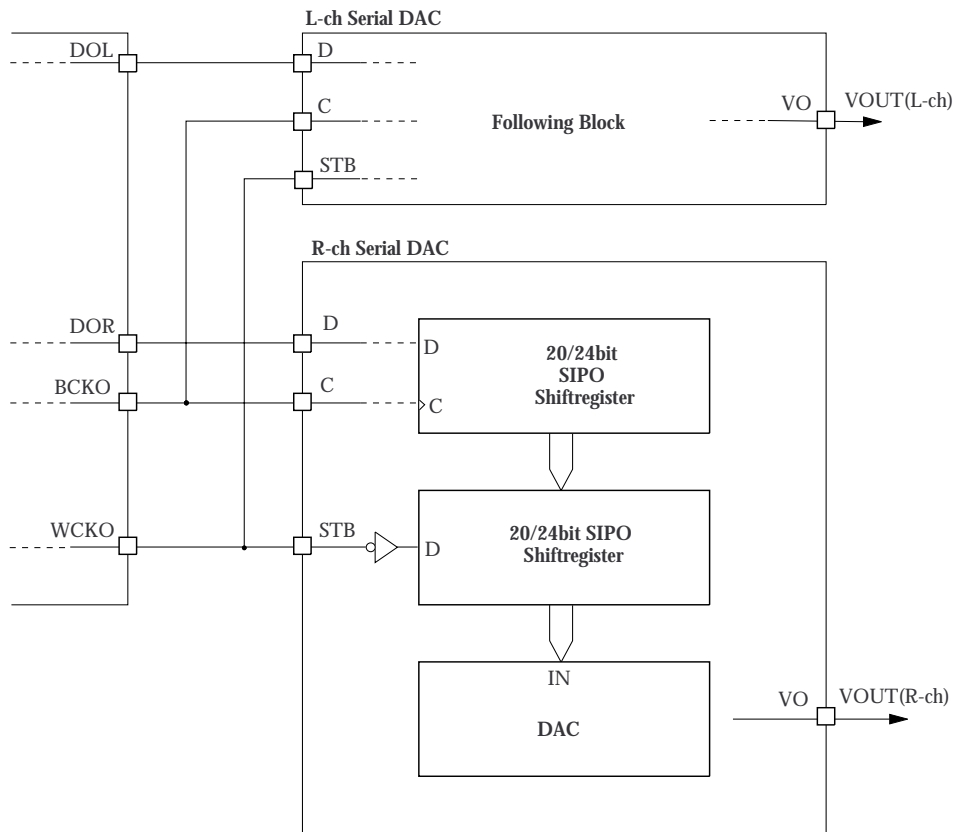 L-ch Serial DAC
DOL
D
C
STB
Following Block
VO
VOUT(L-ch)
R-ch Serial DAC
DOR
D
D
20/24bit
SIPO
Shiftregister
BCKO
C
C
WCKO
STB
D
20/24bit SIPO
Shiftregister
IN
DAC
VO
VOUT(R-ch)